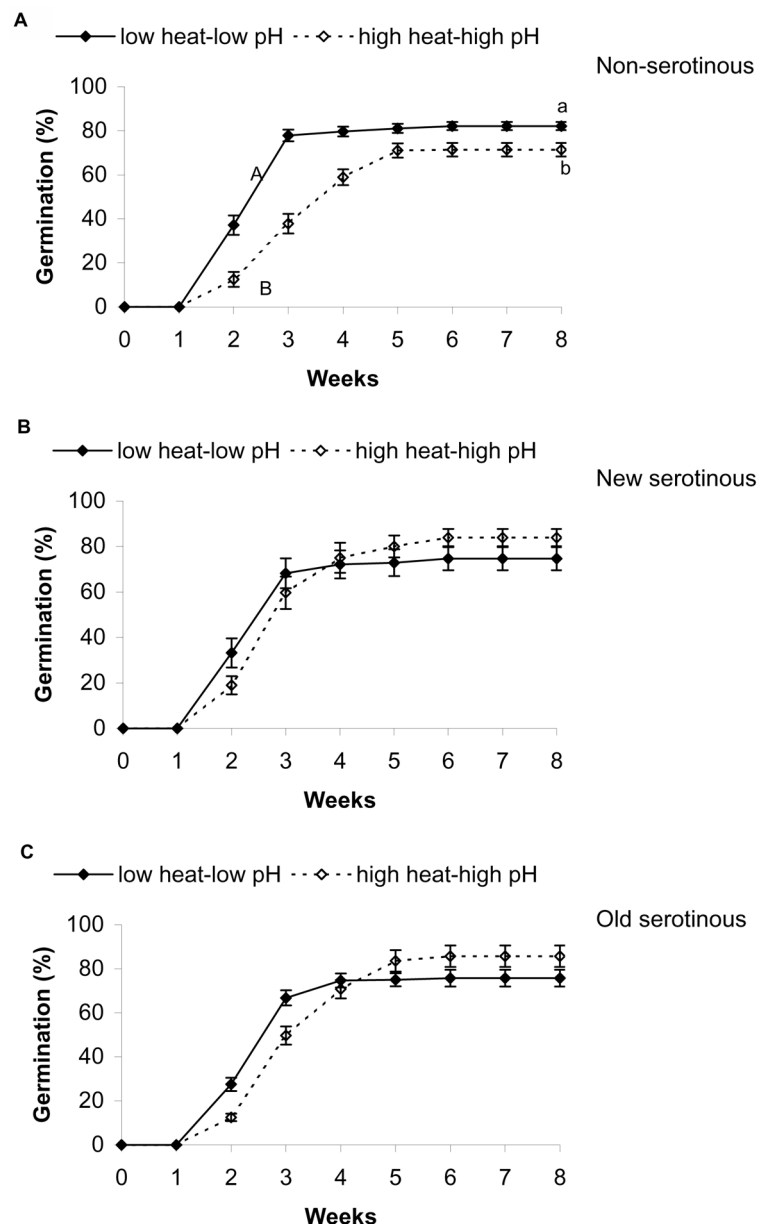 A
low heat-low pH high heat-high pH
Non-serotinous
100
80
60
40
20
0
Germination (%)
A
B
a
b
0 1 2 3 4 5 6 7 8
Weeks
B
low heat-low pH high heat-high pH
New serotinous
100
80
60
40
20
0
Germination (%)
0 1 2 3 4 5 6 7 8
Weeks
C
low heat-low pH high heat-high pH
Old serotinous
100
80
60
40
20
0
Germination (%)
0 1 2 3 4 5 6 7 8
Weeks